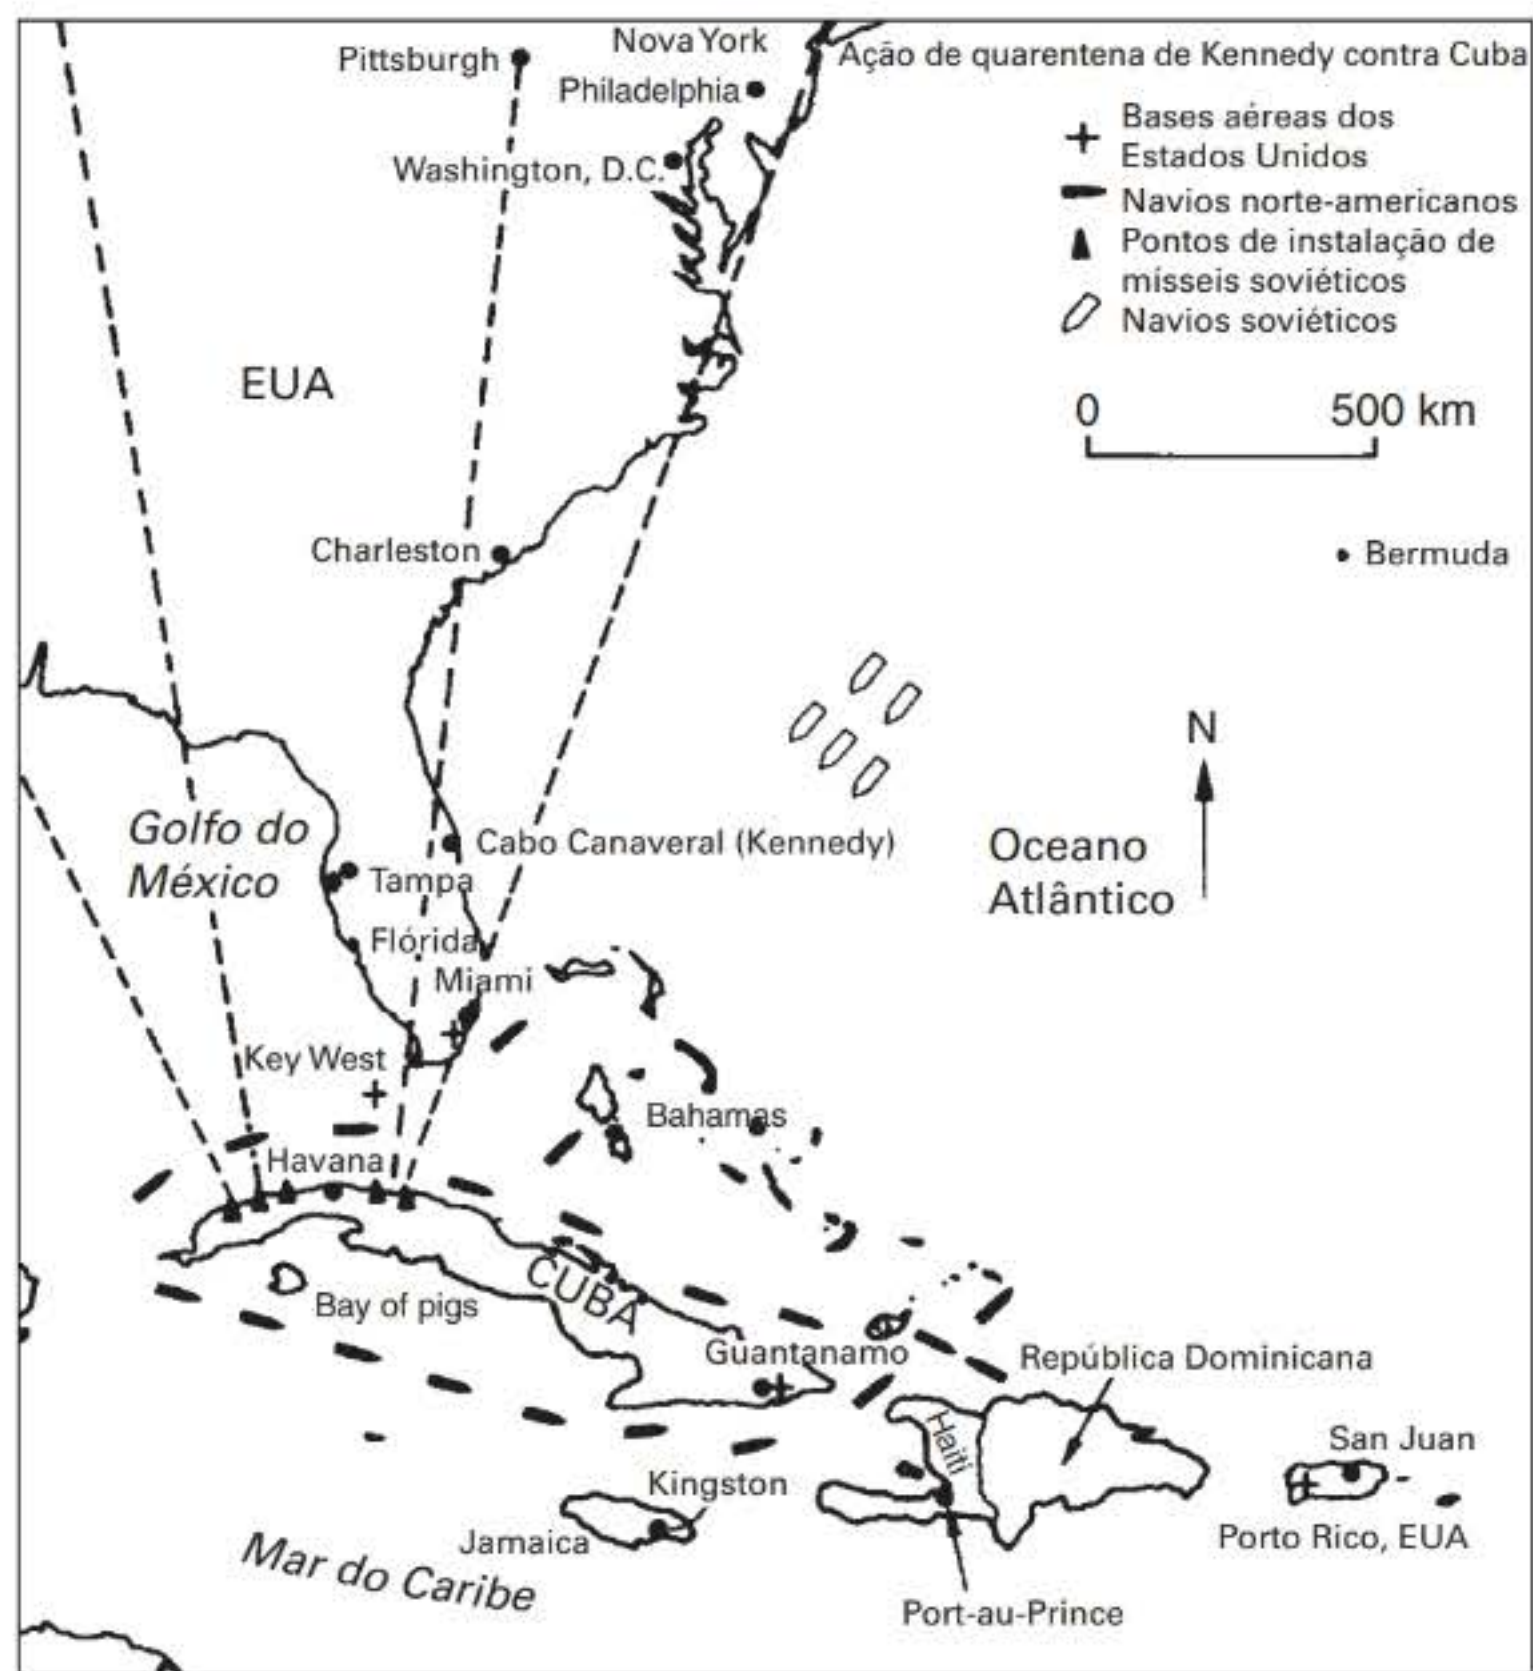 Pittsburgh
Nova York
Philadelphia
Washington, D.C.
Ação de quarentena de Kennedy contra Cuba
Bases aéreas dos
Estados Unidos
Navios norte-americanos
Pontos de instalação de
mísseis soviéticos
Navios soviéticos
0 500 km
EUA
Charleston
Bermuda
N
Golfo do
México
Cabo Canaveral (Kennedy)
Oceano
Atlântico
Tampa
Flórida
Miami
Key West
Bahamas
Havana
CUBA
Bay of pigs
Guantanamo
República Dominicana
Haiti
San Juan
Kingston
Jamaica
Porto Rico, EUA
Mar do Caribe
Port-au-Prince